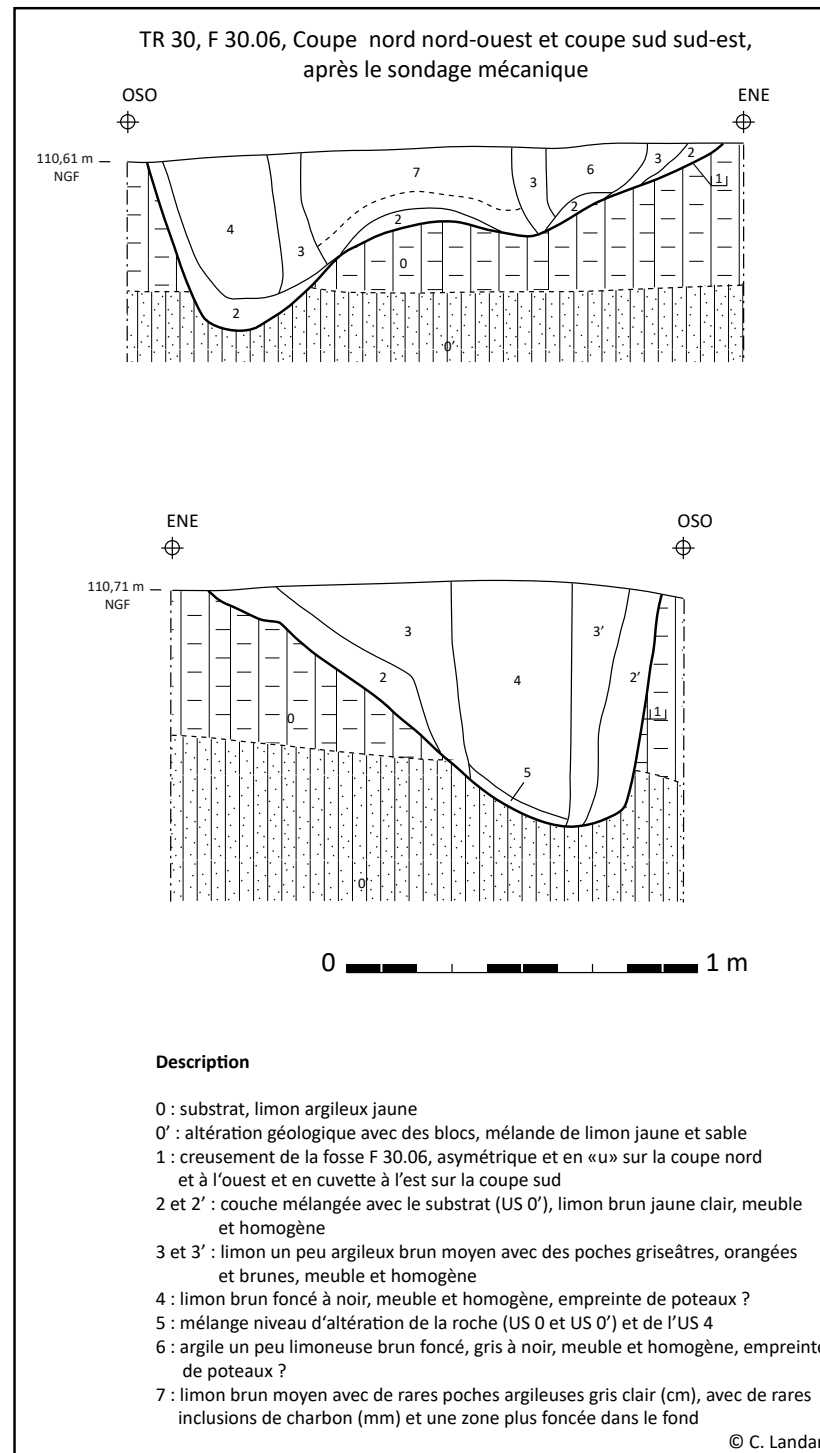 TR 30, F 30.06, Coupe  nord nord-ouest et coupe sud sud-est,
après le sondage mécanique
OSO
ENE
110,61 m
NGF
7
3
6
3
2
1
4
3
2
2
0
2
0'
ENE
OSO
110,71 m
NGF
3
3'
2
4
2'
1
0
5
0'
0
1 m
Description
0 : substrat, limon argileux jaune
0' : altération géologique avec des blocs, mélande de limon jaune et sable
1 : creusement de la fosse F 30.06, asymétrique et en «u» sur la coupe nord
et à l'ouest et en cuvette à l'est sur la coupe sud
2 et 2' : couche mélangée avec le substrat (US 0'), limon brun jaune clair, meuble
et homogène
3 et 3' : limon un peu argileux brun moyen avec des poches griseâtres, orangées
et brunes, meuble et homogène
4 : limon brun foncé à noir, meuble et homogène, empreinte de poteaux ?
5 : mélange niveau d'altération de la roche (US 0 et US 0') et de l'US 4
6 : argile un peu limoneuse brun foncé, gris à noir, meuble et homogène, empreinte
de poteaux ?
7 : limon brun moyen avec de rares poches argileuses gris clair (cm), avec de rares
inclusions de charbon (mm) et une zone plus foncée dans le fond
© C. Landar